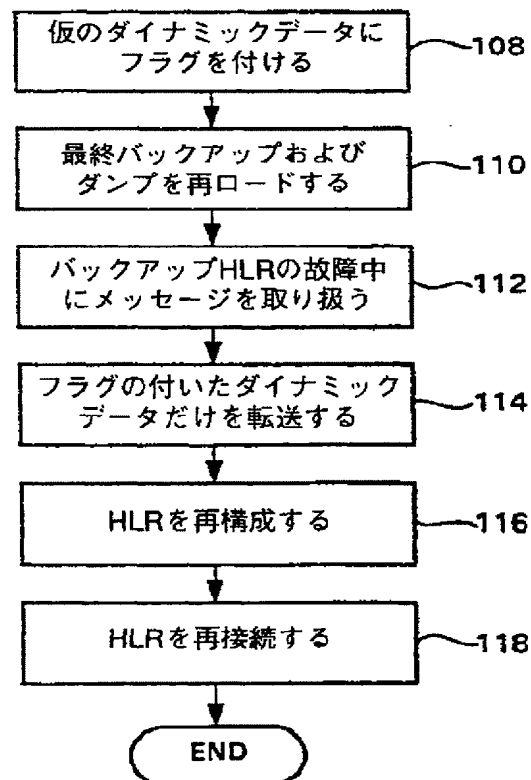 仮のダイナミックデータに
フラグを付ける
108
最終バックアップおよび
ダンプを再ロードする
110
バックアップHLRの故障中
にメッセージを取り扱う
112
フラグの付いたダイナミック
データだけを転送する
114
HLRを再構成する
116
HLRを再接続する
118
END